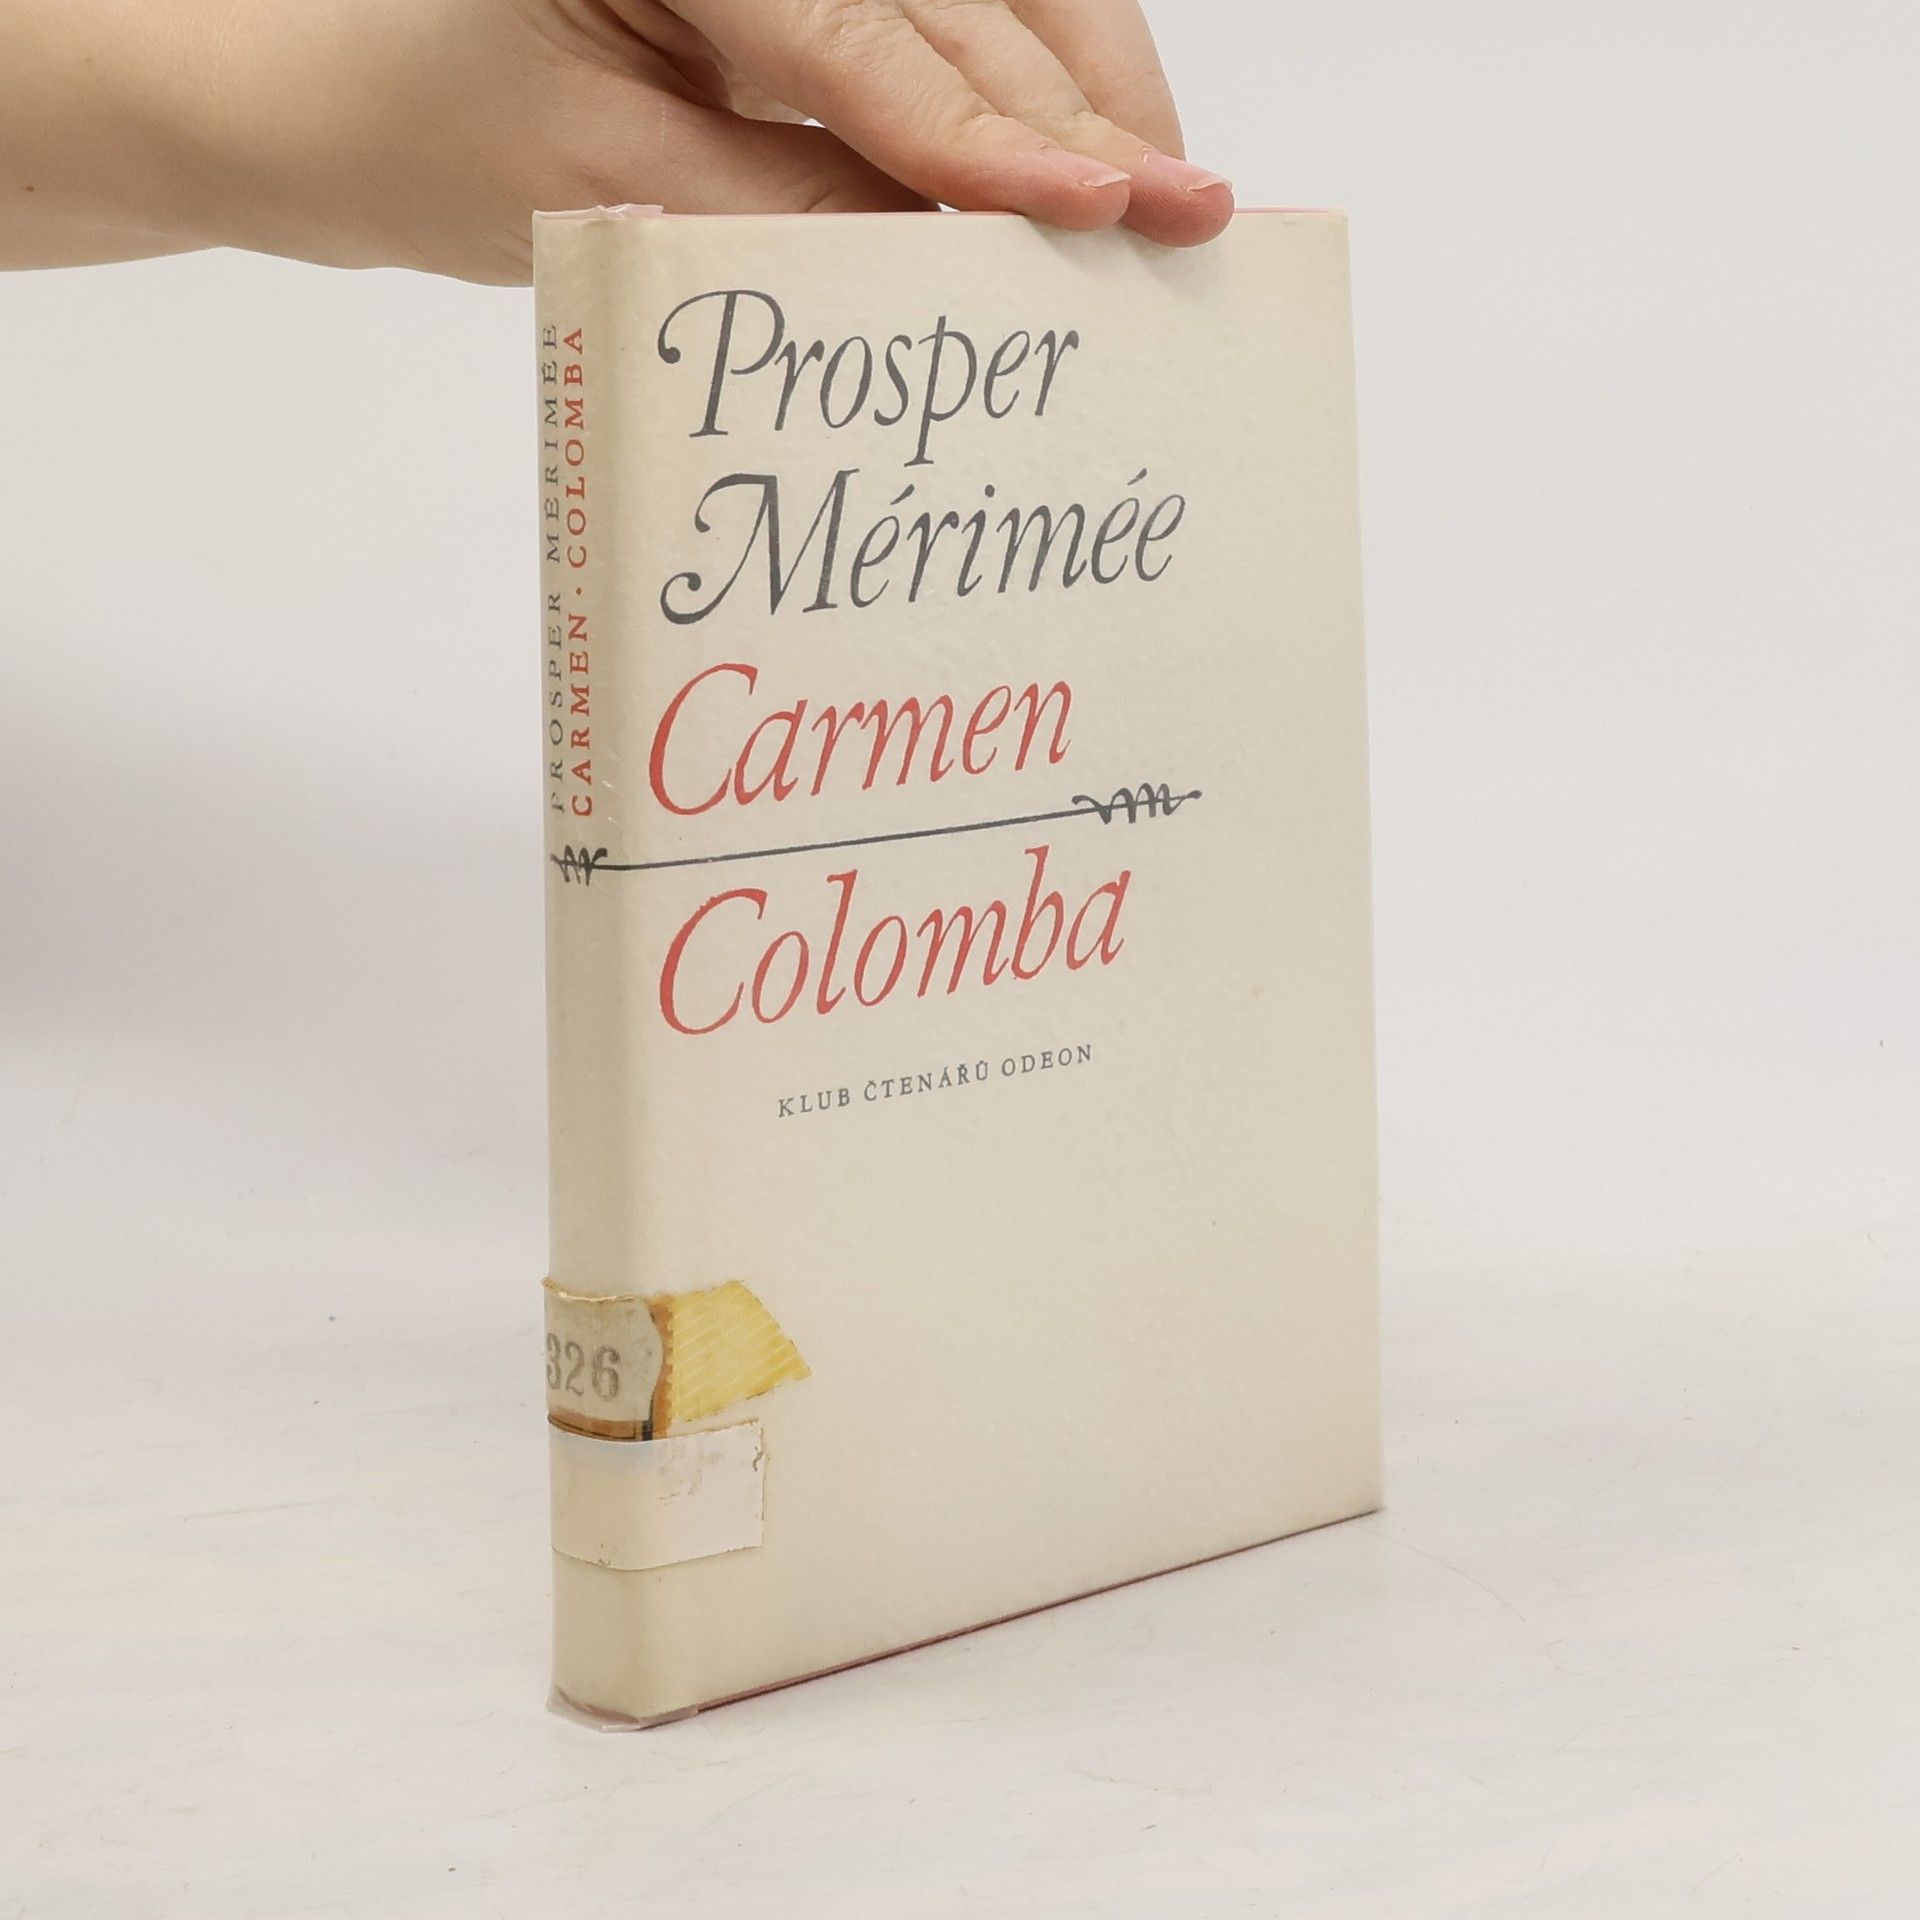 PROSPER MÉRIMÉE
CARMEN · COLOMBA
Prosper
Mérimée
Carmen
Colomba
KLUB ČTENÁŘŮ ODEON
326